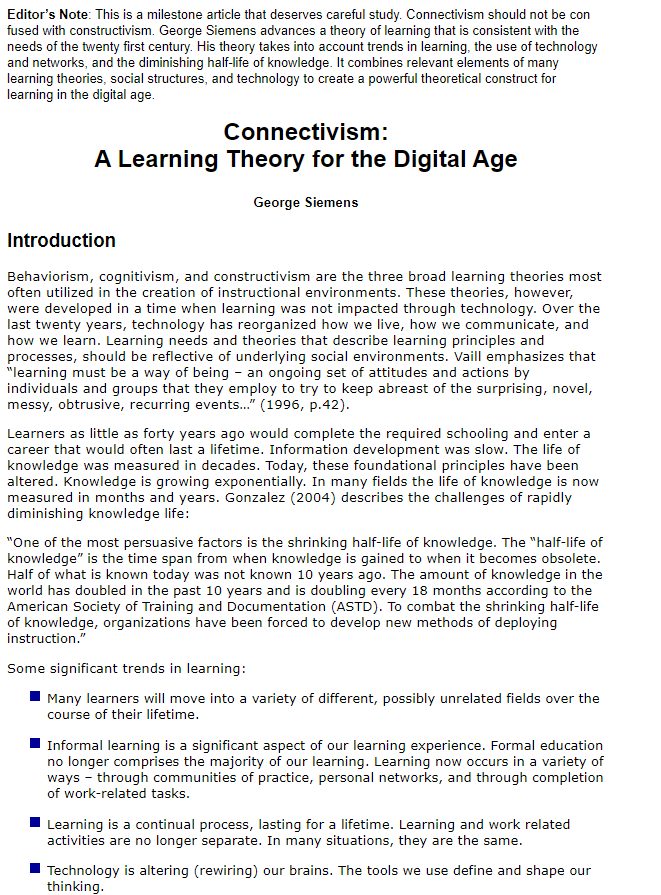 Editor's Note: This is a milestone article that deserves careful study. Connectivism should not be con
fused with constructivism. George Siemens advances a theory of learning that is consistent with the
needs of the twenty first century. His theory takes into account trends in learning, the use of technology
and networks, and the diminishing half-life of knowledge. It combines relevant elements of many
learning theories, social structures, and technology to create a powerful theoretical construct for
learning in the digital age.
Connectivism:
A Learning Theory for the Digital Age
George Siemens
Introduction
Behaviorism, cognitivism, and constructivism are the three broad learning theories most
often utilized in the creation of instructional environments. These theories, however,
were developed in a time when learning was not impacted through technology. Over the
last twenty years, technology has reorganized how we live, how we communicate, and
how we learn. Learning needs and theories that describe learning principles and
processes, should be reflective of underlying social environments. Vaill emphasizes that
“learning must be a way of being – an ongoing set of attitudes and actions by
individuals and groups that they employ to try to keep abreast of the surprising, novel,
messy, obtrusive, recurring events…” (1996, p.42).
Learners as little as forty years ago would complete the required schooling and enter a
career that would often last a lifetime. Information development was slow. The life of
knowledge was measured in decades. Today, these foundational principles have been
altered. Knowledge is growing exponentially. In many fields the life of knowledge is now
measured in months and years. Gonzalez (2004) describes the challenges of rapidly
diminishing knowledge life:
“One of the most persuasive factors is the shrinking half-life of knowledge. The “half-life of
knowledge” is the time span from when knowledge is gained to when it becomes obsolete.
Half of what is known today was not known 10 years ago. The amount of knowledge in the
world has doubled in the past 10 years and is doubling every 18 months according to the
American Society of Training and Documentation (ASTD). To combat the shrinking half-life
of knowledge, organizations have been forced to develop new methods of deploying
instruction.”
Some significant trends in learning:
Many learners will move into a variety of different, possibly unrelated fields over the
course of their lifetime.
Informal learning is a significant aspect of our learning experience. Formal education
no longer comprises the majority of our learning. Learning now occurs in a variety of
ways – through communities of practice, personal networks, and through completion
of work-related tasks.
Learning is a continual process, lasting for a lifetime. Learning and work related
activities are no longer separate. In many situations, they are the same.
Technology is altering (rewiring) our brains. The tools we use define and shape our
thinking.